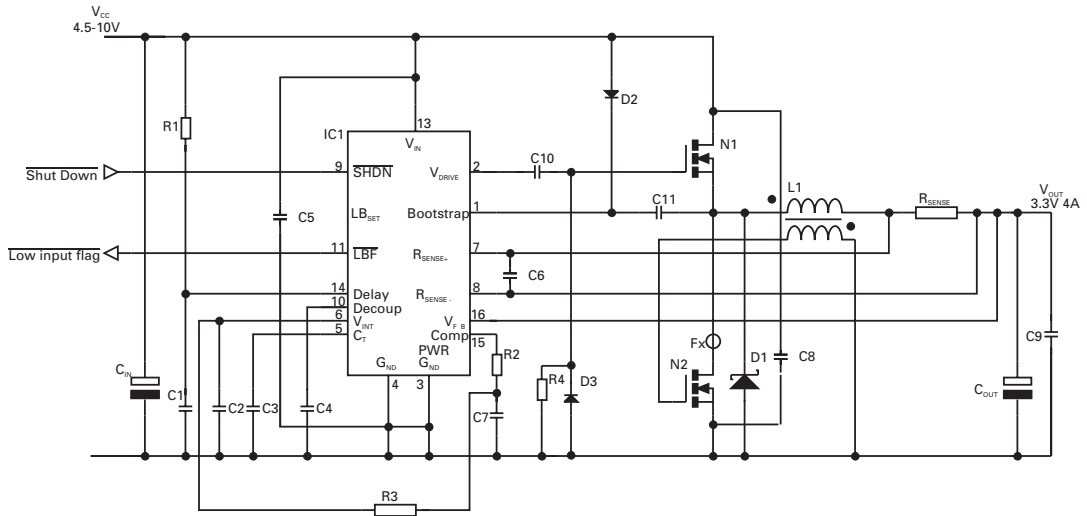 VCC
4.5-10V
D2
R1
IC1
13
VIN
N1
Shut Down
9
SHDN
VDRIVE
2
C10
L1
RSENSE
VOUT
3.3V 4A
C5
LBSET
Bootstrap
1
C11
Low input flag
11
LBF
RSENSE+
7
C6
14
Delay
RSENSE -
8
10
Decoup
6
VINT
VFB
16
5
CT
Comp
15
PWR
GND
GND
4
3
R2
Fx
N2
D1
C8
C9
CIN
C1
C2
C3
C4
C7
R4
D3
COUT
R3